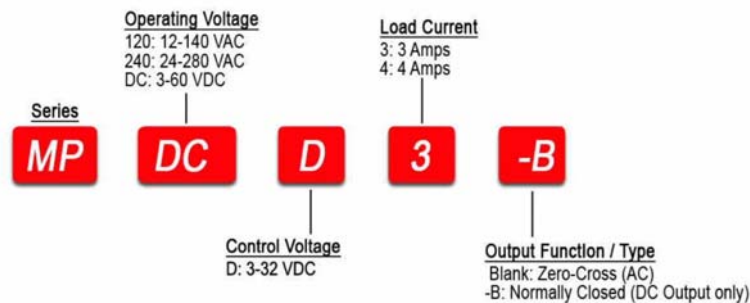 Operating Voltage
120: 12-140 VAC
240: 24-280 VAC
DC: 3-60 VDC
Load Current
3: 3 Amps
4: 4 Amps
Series
MP
DC
D
3
-B
Control Voltage
D: 3-32 VDC
Output Function / Type
Blank: Zero-Cross (AC)
-B: Normally Closed (DC Output only)